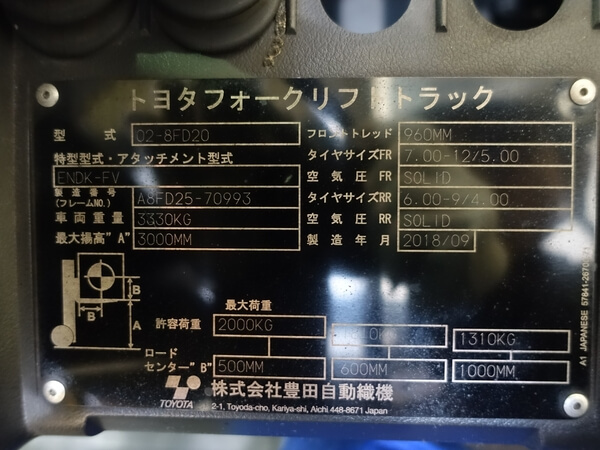 トヨタフォークリフトトラック
型式 02-8FD20 フロントトレッド 960MM
特型型式・アタッチメント型式 タイヤサイズFR 7.00-12/5.00
ENDK-FV 空気圧FR SOLID
製造番号(フレームNO.) A8FD25-70993 タイヤサイズRR 6.00-9/4.00
車両重量 3330KG 空気圧RR SOLID
最大揚高"A" 3000MM 製造年月 2018/09
B
B
A
最大荷重
許容荷重 2000KG 1310KG
ロードセンター"B" 500MM 600MM 1000MM
TOYOTA 株式会社豊田自動織機
2-1, Toyoda-cho, Kariya-shi, Aichi, 448-8671 Japan
A1 JAPANESE